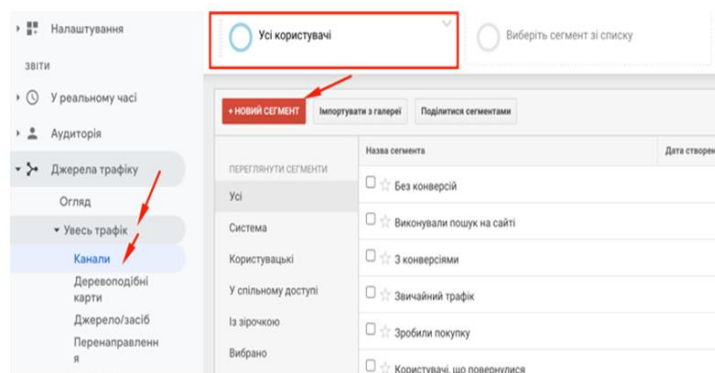 Налаштування
ЗВІТИ
У реальному часі
Аудиторія
Джерела трафіку
Огляд
Увесь трафік
Канали
Деревоподібні
карти
Джерело/засіб
Перенаправленн
я
Усі користувачі
Виберіть сегмент зі списку
+ НОВИЙ СЕГМЕНТ
Імпортувати з галереї
Поділитися сегментами
ПЕРЕГЛЯНУТИ СЕГМЕНТИ
Усі
Система
Користувацькі
У спільному доступі
Із зірочкою
Вибрано
Назва сегмента
Дата створен
Без конверсій
Виконували пошук на сайті
З конверсіями
Звичайний трафік
Зробили покупку
Користувачі, що повернулися